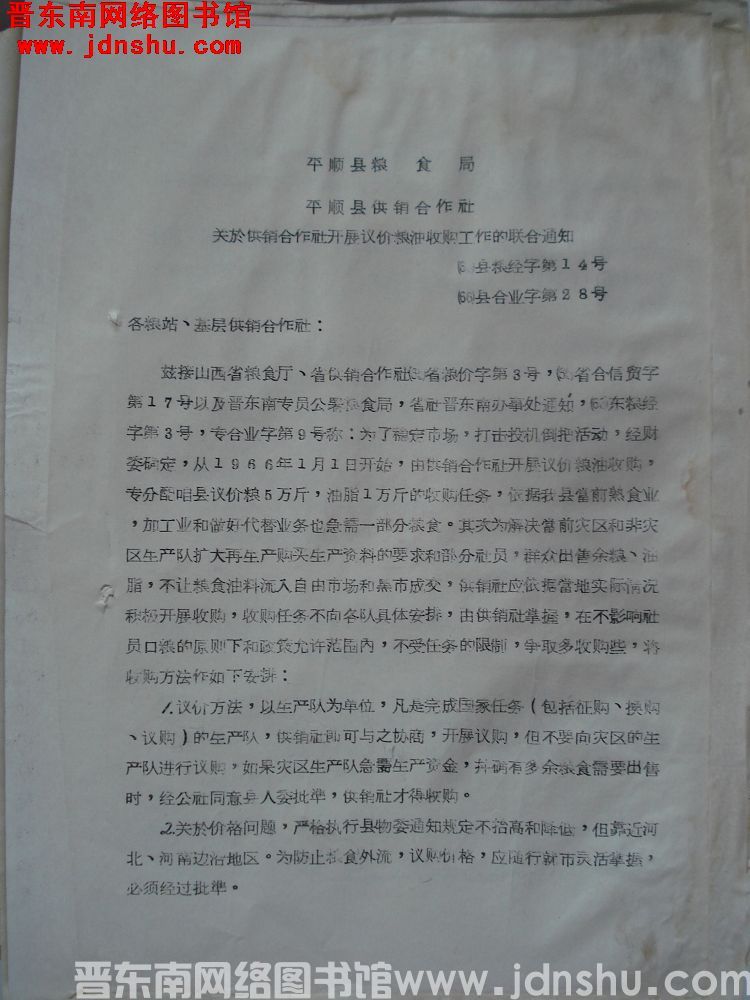 晋东南网络图书馆
www.jdnshu.com
平顺县粮食局
平顺县供销合作社
关於供销合作社开展议价粮油收购工作的联合通知
县粮经字第14号
(66)县合业字第28号
各粮站、基层供销合作社：
兹接山西省粮食厅、省供销合作社省粮价字第3号，省合信贸字
第17号以及晋东南专员公署粮食局，省社晋东南办事处通知，东粮经
字第3号，专合业字第9号称：为了稳定市场，打击投机倒把活动，经财
委确定，从1966年1月1日开始，由供销合作社开展议价粮油收购，
专分配咱县议价粮5万斤，油脂1万斤的收购任务，依据我县當前熟食业
，加工业和做好代替业务也急需一部分粮食。其次为解决當前灾区和非灾
区生产队扩大再生产购买生产资料的要求和部分社员，群众出售余粮、油
脂，不让粮食油料流入自由市场和黑市成交，供销社应依据當地实际情况
积极开展收购，收购任务不向各队具体安排，由供销社掌握，在不影响社
员口粮的原则下和政策允许范围内，不受任务的限制，争取多收购些，将
收购方法作如下安排：
1.议价方法，以生产队为单位，凡是完成国家任务（包括征购、换购
、议购）的生产队，供销社即可与之协商，开展议购，但不要向灾区的生
产队进行议购，如果灾区生产队急需生产资金，并确有多余粮食需要出售
时，经公社同意县人委批準，供销社才得收购。
2.关於价格问题，严格执行县物委通知规定不抬高和降低，但靠近河
北、河南边沿地区。为防止粮食外流，议购价格，应随行就市灵活掌握，
必须经过批準。
晋东南网络图书馆www.jdnshu.com